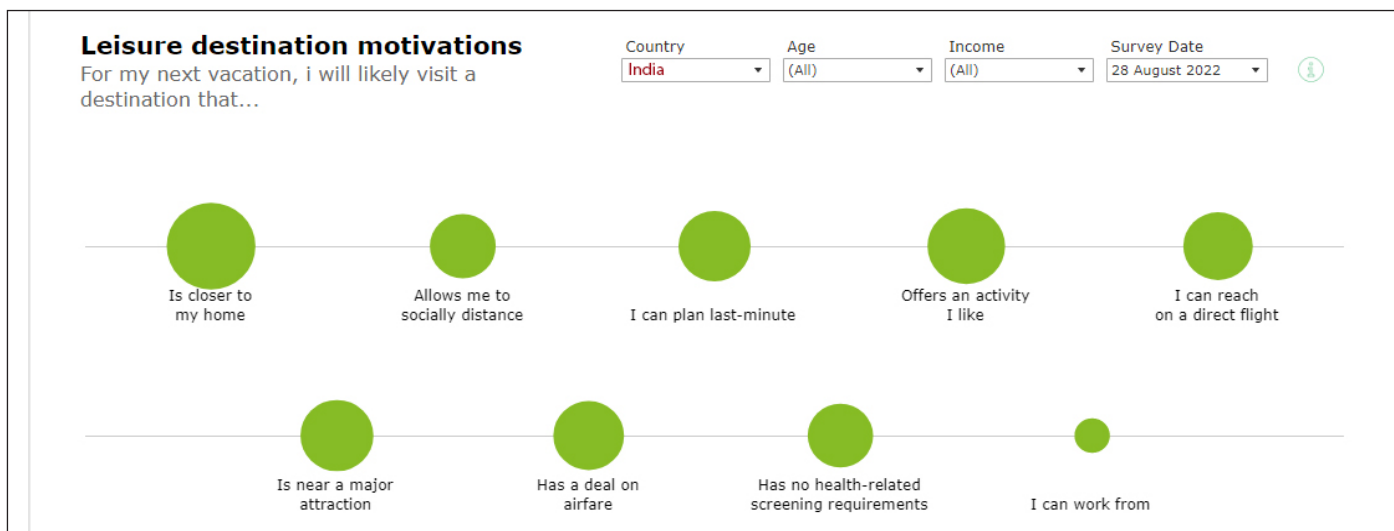 Leisure destination motivations
For my next vacation, i will likely visit a
destination that...
Country
India
Age
(All)
Income
(All)
Survey Date
28 August 2022
Is closer to
my home
Allows me to
socially distance
I can plan last-minute
Offers an activity
I like
I can reach
on a direct flight
Is near a major
attraction
Has a deal on
airfare
Has no health-related
screening requirements
I can work from